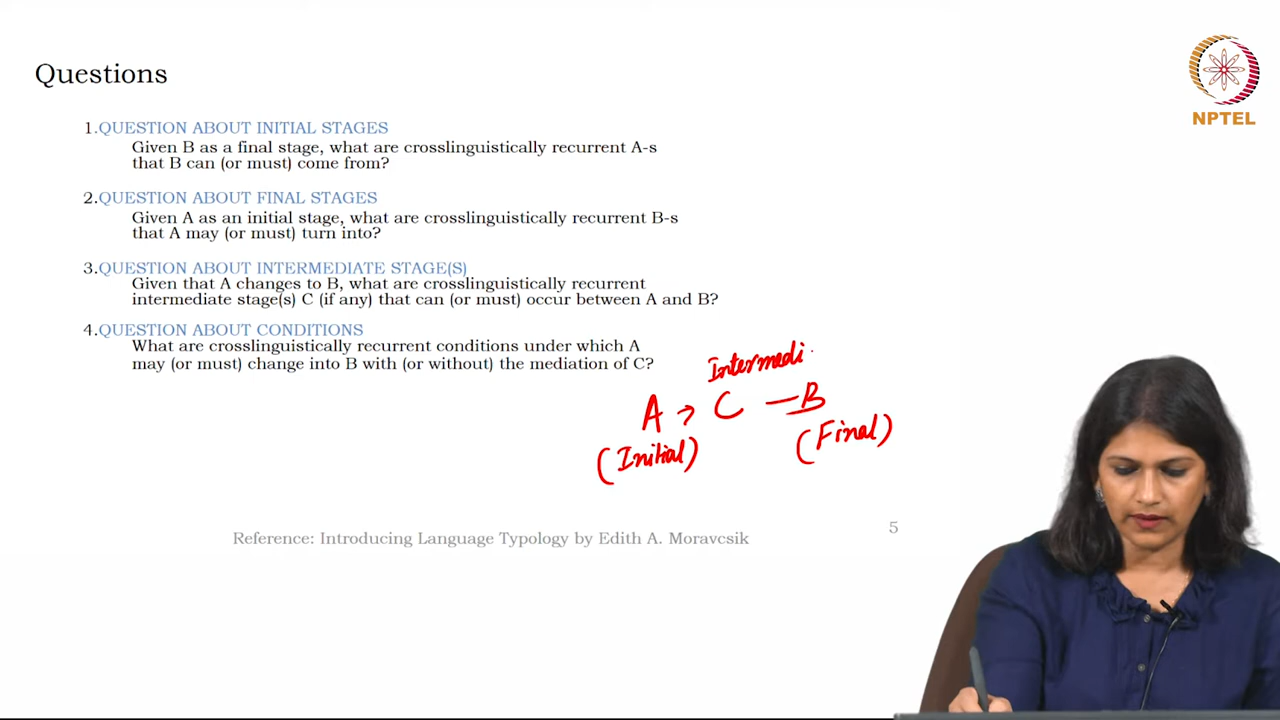 Questions
NPTEL
1.QUESTION ABOUT INITIAL STAGES
Given B as a final stage, what are crosslinguistically recurrent A-s
that B can (or must) come from?
2.QUESTION ABOUT FINAL STAGES
Given A as an initial stage, what are crosslinguistically recurrent B-s
that A may (or must) turn into?
3.QUESTION ABOUT INTERMEDIATE STAGE(S)
Given that A changes to B, what are crosslinguistically recurrent
intermediate stage(s) C (if any) that can (or must) occur between A and B?
4.QUESTION ABOUT CONDITIONS
What are crosslinguistically recurrent conditions under which A
may (or must) change into B with (or without) the mediation of C?
Intermedi
A → C — B
(Initial) (Final)
5
Reference: Introducing Language Typology by Edith A. Moravcsik